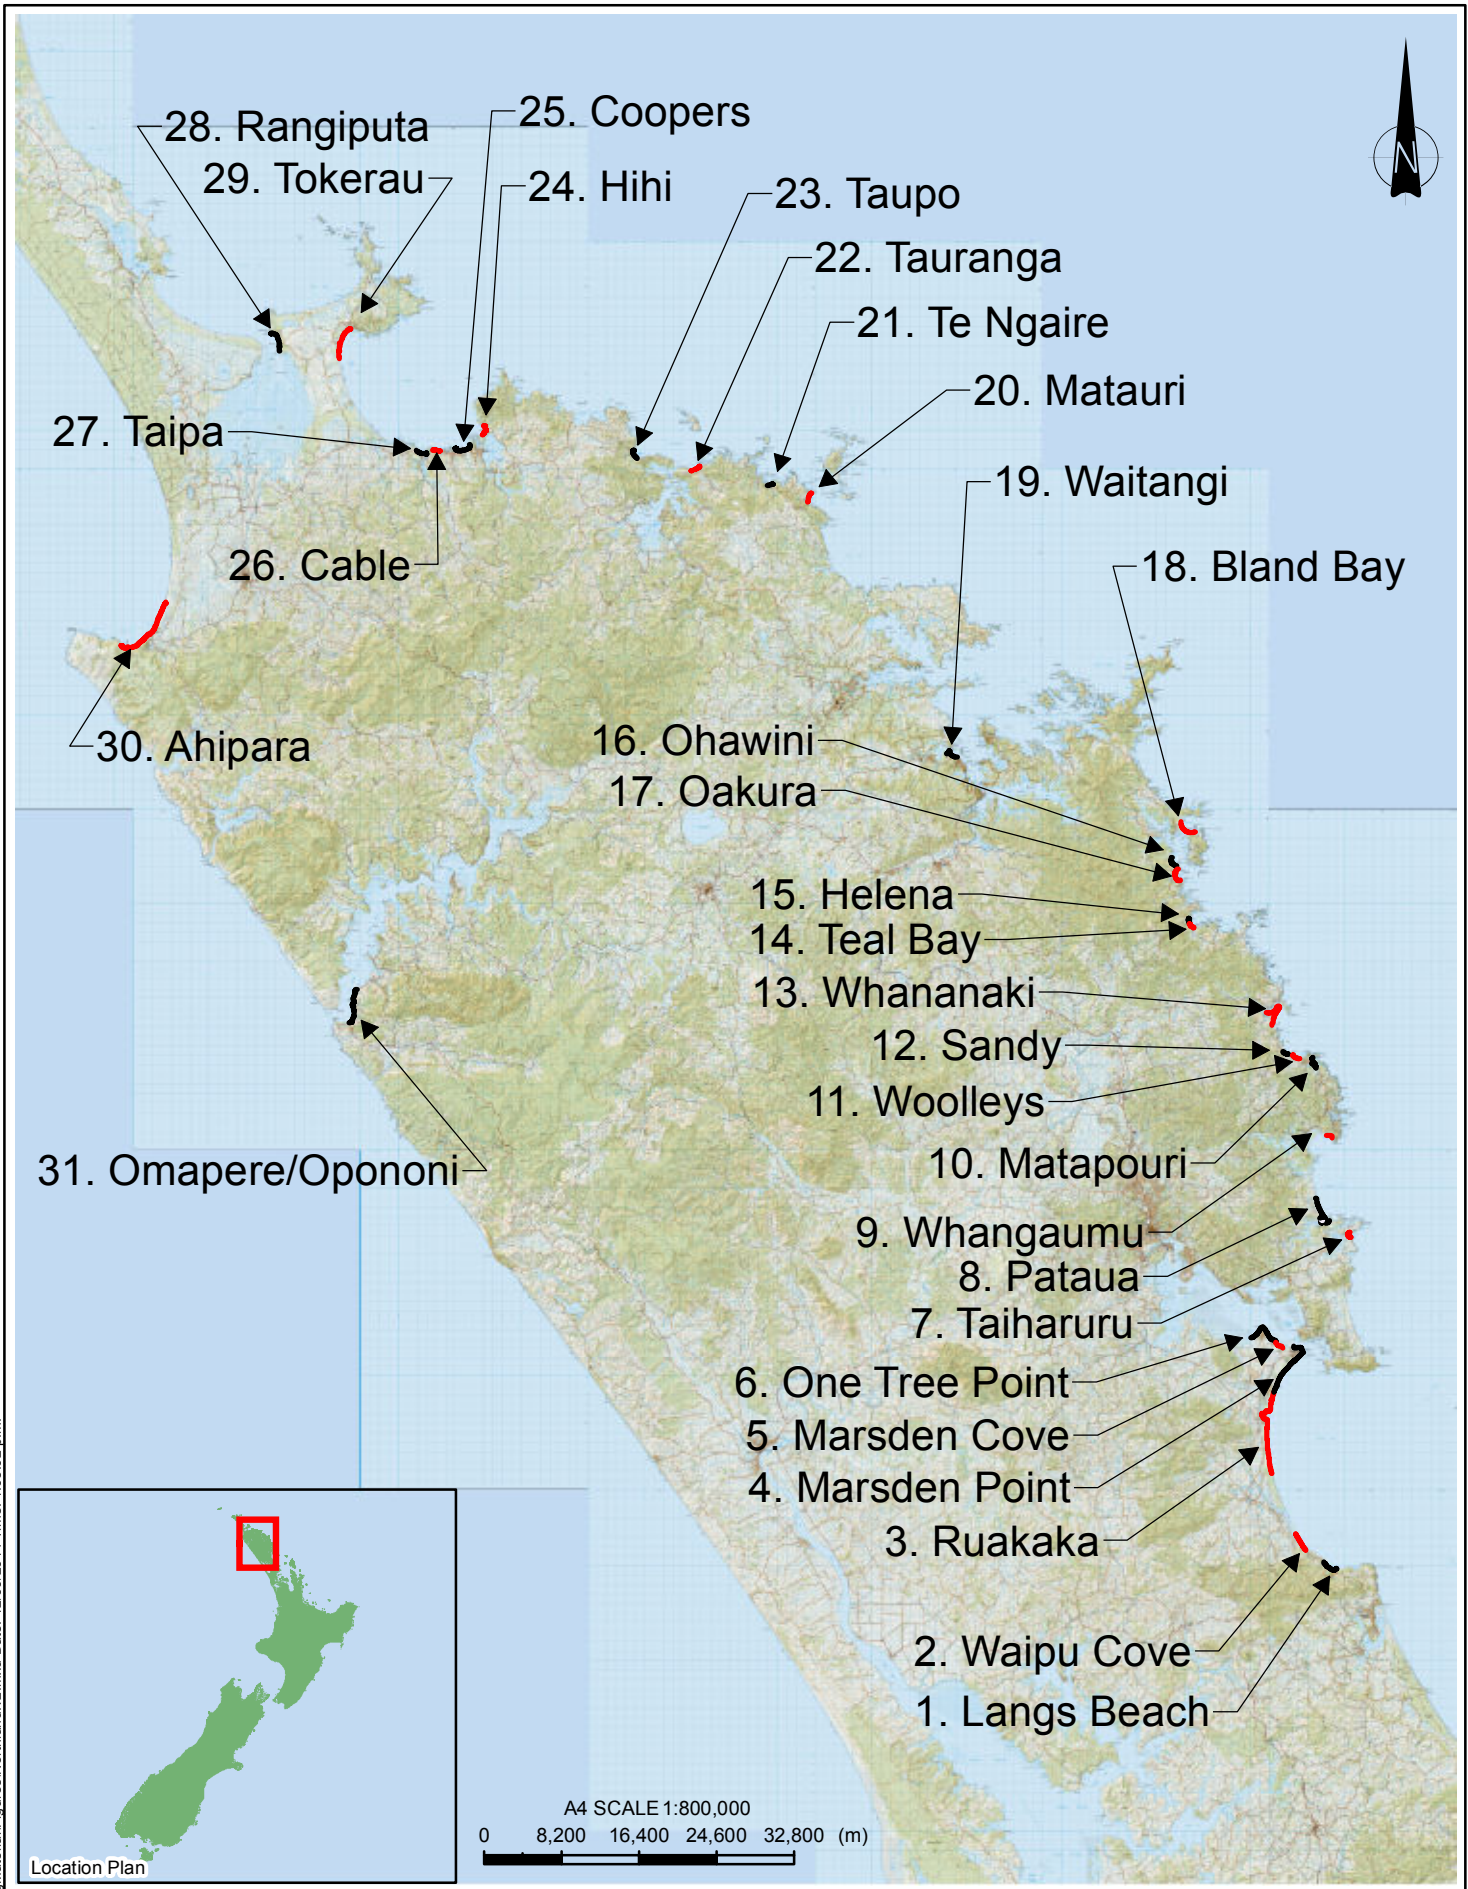 25. Coopers
28. Rangiputa
29. Tokerau
24. Hihi
23. Taupo
22. Tauranga
21. Te Ngaire
20. Matauri
27. Taipa
19. Waitangi
26. Cable
18. Bland Bay
30. Ahipara
16. Ohawini
17. Oakura
15. Helena
14. Teal Bay
13. Whananaki
12. Sandy
11. Woolleys
10. Matapouri
31. Omapere/Opononi
9. Whangaumu
8. Pataua
7. Taiharuru
6. One Tree Point
5. Marsden Cove
4. Marsden Point
3. Ruakaka
2. Waipu Cove
1. Langs Beach
N
A4 SCALE 1:800,000
0 8,200 16,400 24,600 32,800 (m)
Location Plan